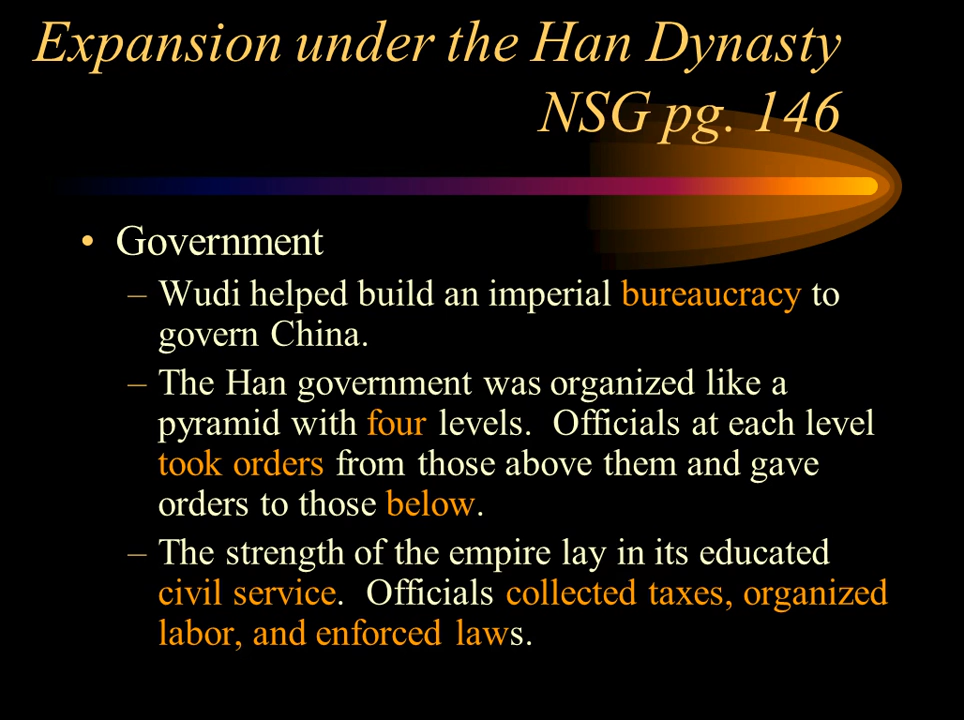 Expansion under the Han Dynasty
NSG pg. 146
• Government
– Wudi helped build an imperial bureaucracy to
govern China.
– The Han government was organized like a
pyramid with four levels.  Officials at each level
took orders from those above them and gave
orders to those below.
– The strength of the empire lay in its educated
civil service.  Officials collected taxes, organized
labor, and enforced laws.